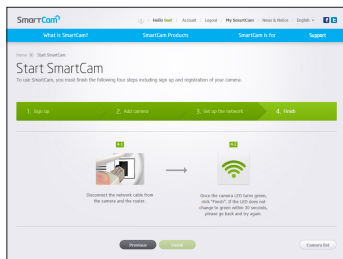 SmartCam
Hello test Account Logout My SmartCam News & Notice English
What is SmartCam? SmartCam Products SmartCam is for Support
Home Start SmartCam
Start SmartCam
To use SmartCam, you must finish the following four steps including sign up and registration of your camera.
1. Sign up 2. Add camera 3. Set up the network 4. Finish
4-1 4-2
Disconnect the network cable from
the camera and the router.
Once the camera LED turns green,
click "Finish". If the LED does not
change to green within 30 seconds,
please go back and try again.
Previous Finish Camera list